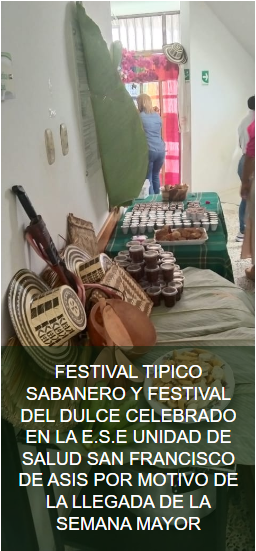 FESTIVAL TIPICO
SABANERO Y FESTIVAL
DEL DULCE CELEBRADO
EN LA E.S.E UNIDAD DE
SALUD SAN FRANCISCO
DE ASIS POR MOTIVO DE
LA LLEGADA DE LA
SEMANA MAYOR